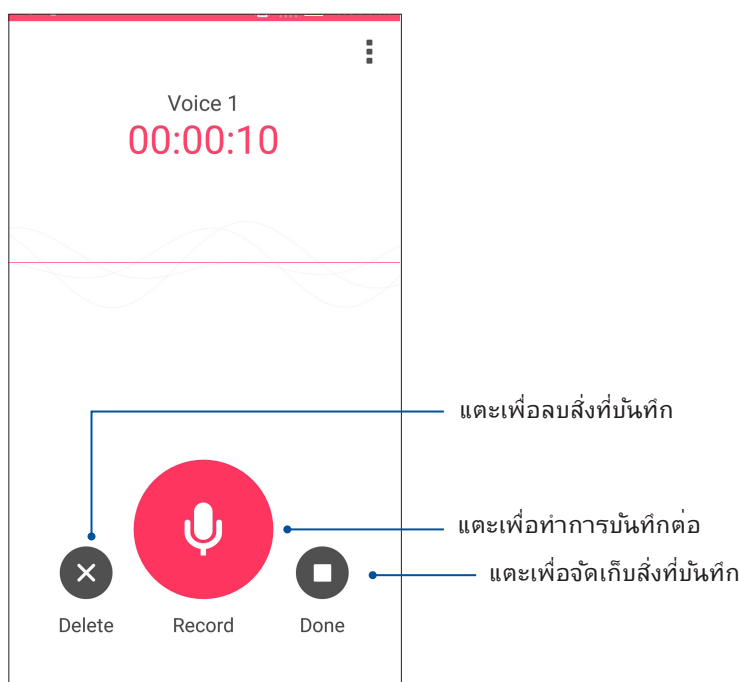 Voice 1
00:00:10
แตะเพื่อลบสิ่งที่บันทึก
แตะเพื่อทำการบันทึกต่อ
แตะเพื่อจัดเก็บสิ่งที่บันทึก
Delete
Record
Done